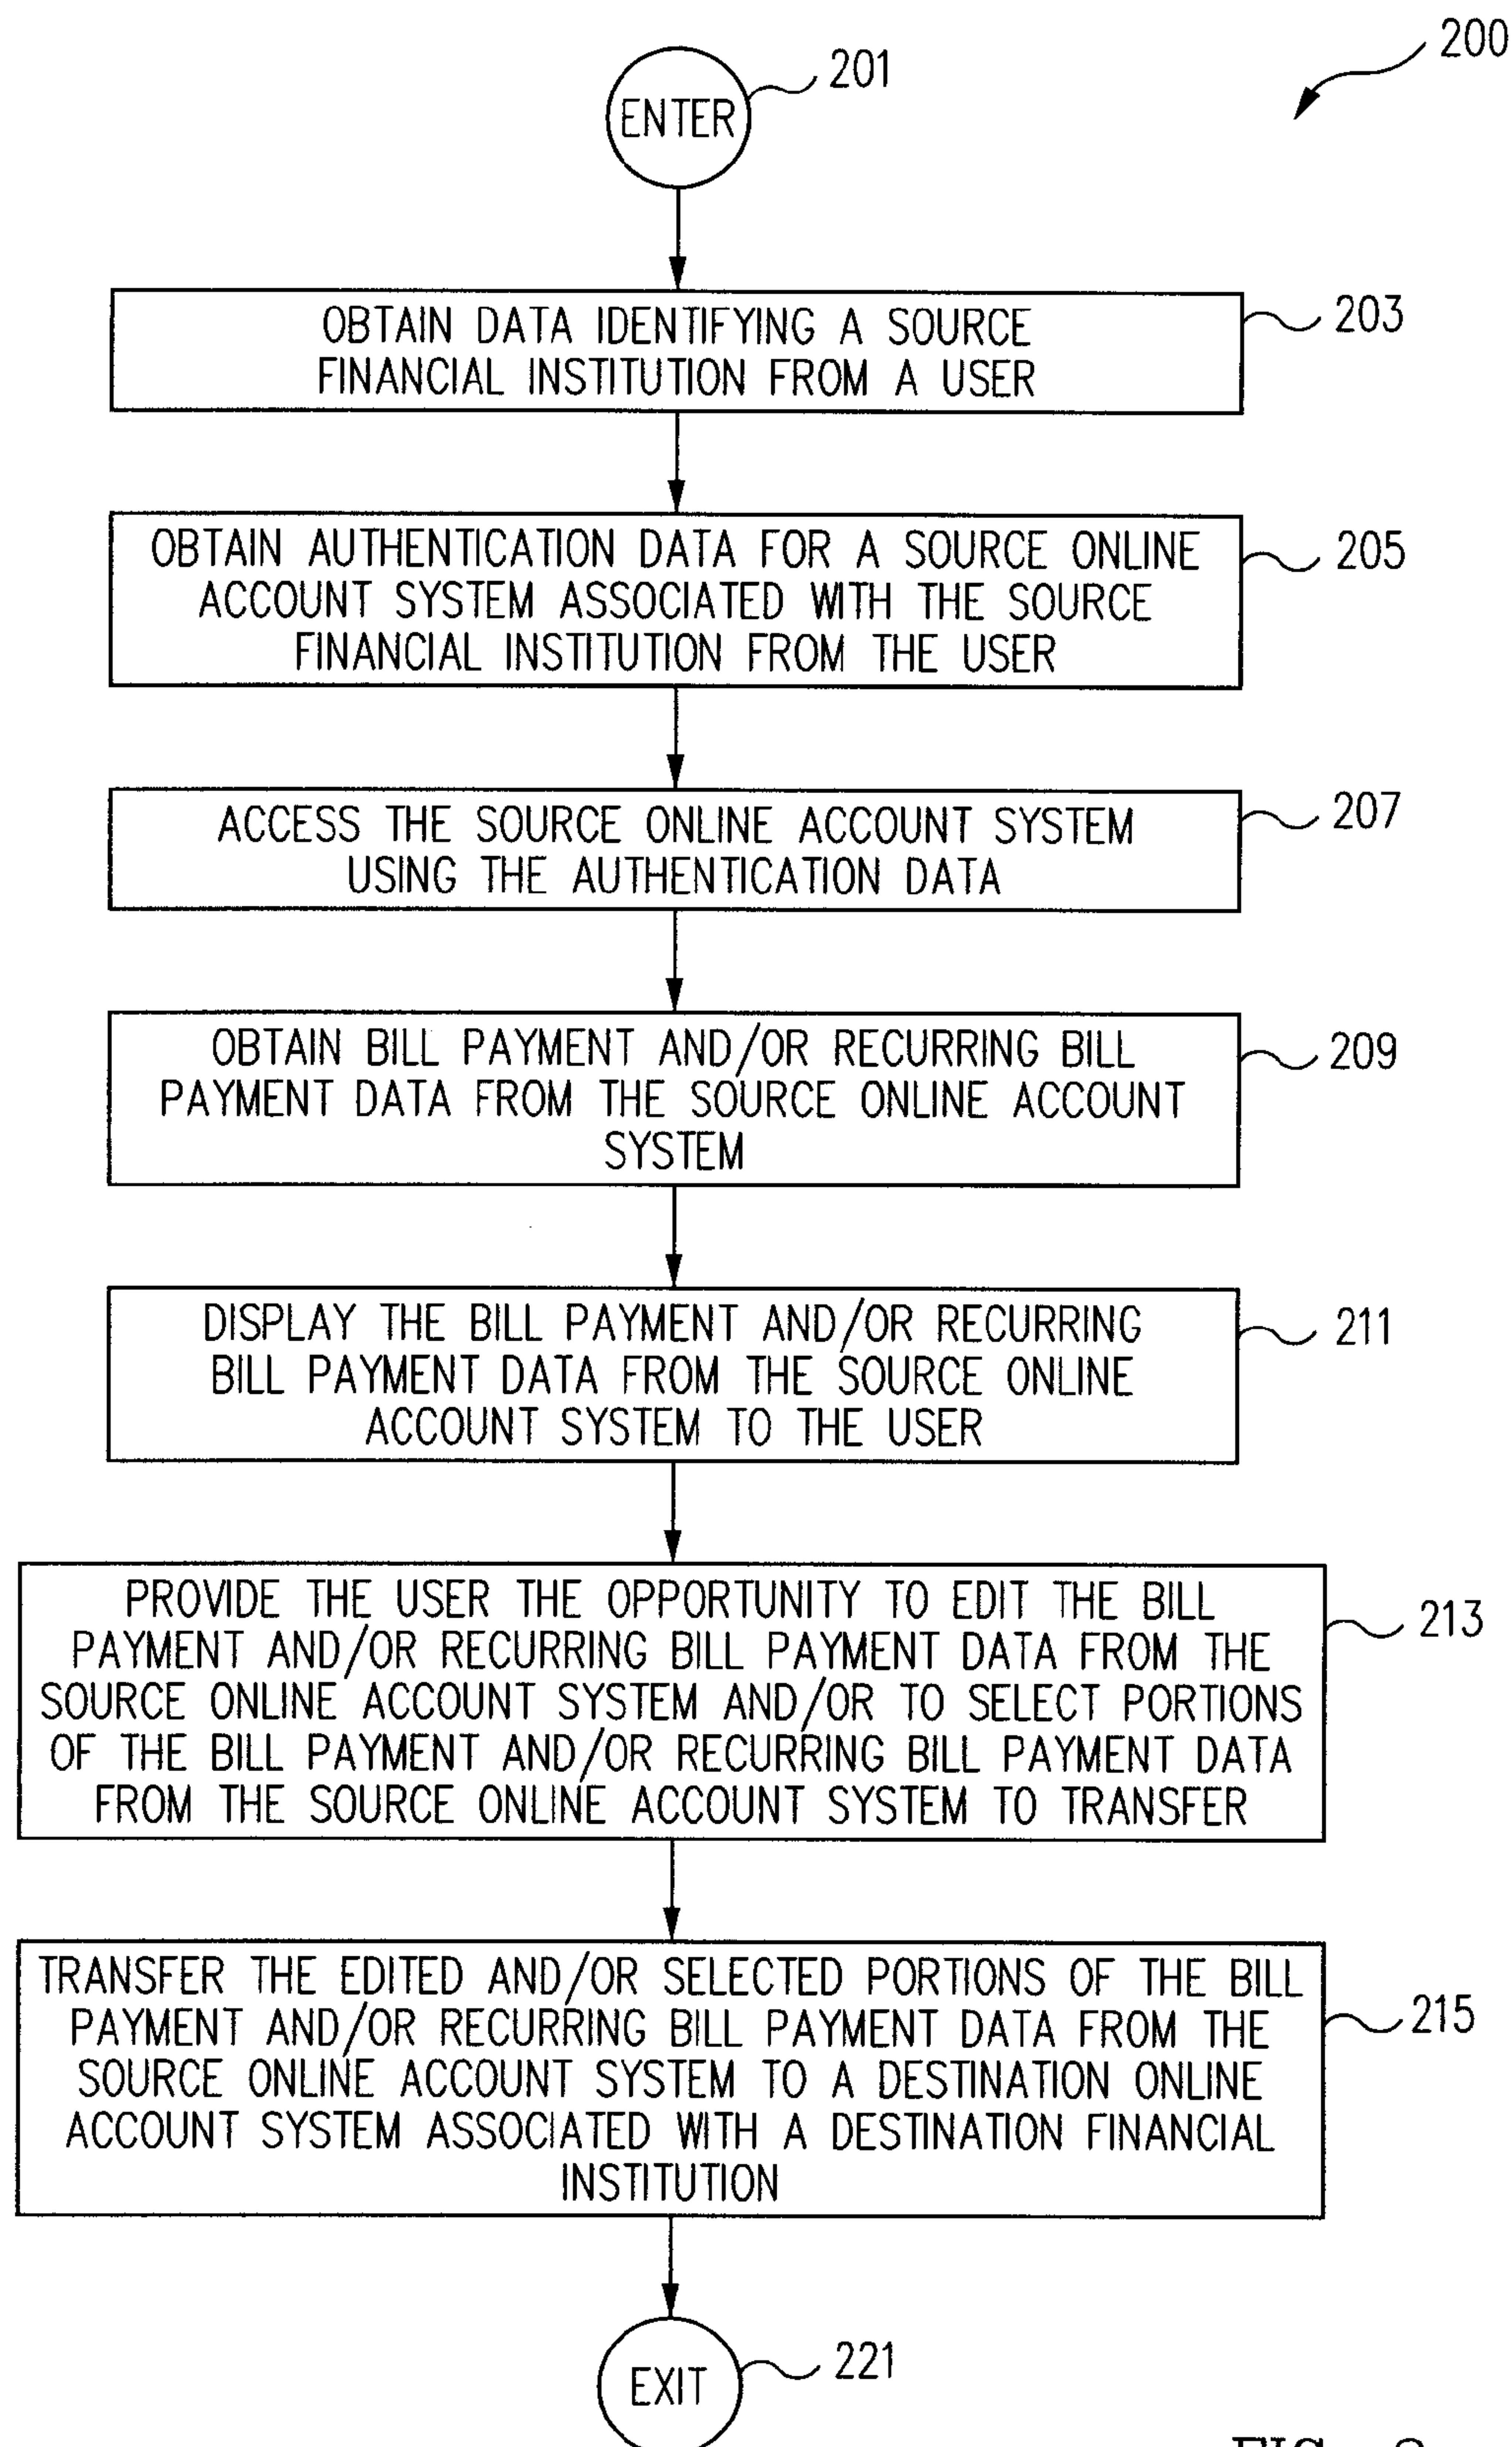 200
ENTER
201
OBTAIN DATA IDENTIFYING A SOURCE
FINANCIAL INSTITUTION FROM A USER
203
OBTAIN AUTHENTICATION DATA FOR A SOURCE ONLINE
ACCOUNT SYSTEM ASSOCIATED WITH THE SOURCE
FINANCIAL INSTITUTION FROM THE USER
205
ACCESS THE SOURCE ONLINE ACCOUNT SYSTEM
USING THE AUTHENTICATION DATA
207
OBTAIN BILL PAYMENT AND/OR RECURRING BILL
PAYMENT DATA FROM THE SOURCE ONLINE ACCOUNT
SYSTEM
209
DISPLAY THE BILL PAYMENT AND/OR RECURRING
BILL PAYMENT DATA FROM THE SOURCE ONLINE
ACCOUNT SYSTEM TO THE USER
211
PROVIDE THE USER THE OPPORTUNITY TO EDIT THE BILL
PAYMENT AND/OR RECURRING BILL PAYMENT DATA FROM THE
SOURCE ONLINE ACCOUNT SYSTEM AND/OR TO SELECT PORTIONS
OF THE BILL PAYMENT AND/OR RECURRING BILL PAYMENT DATA
FROM THE SOURCE ONLINE ACCOUNT SYSTEM TO TRANSFER
213
TRANSFER THE EDITED AND/OR SELECTED PORTIONS OF THE BILL
PAYMENT AND/OR RECURRING BILL PAYMENT DATA FROM THE
SOURCE ONLINE ACCOUNT SYSTEM TO A DESTINATION ONLINE
ACCOUNT SYSTEM ASSOCIATED WITH A DESTINATION FINANCIAL
INSTITUTION
215
EXIT
221